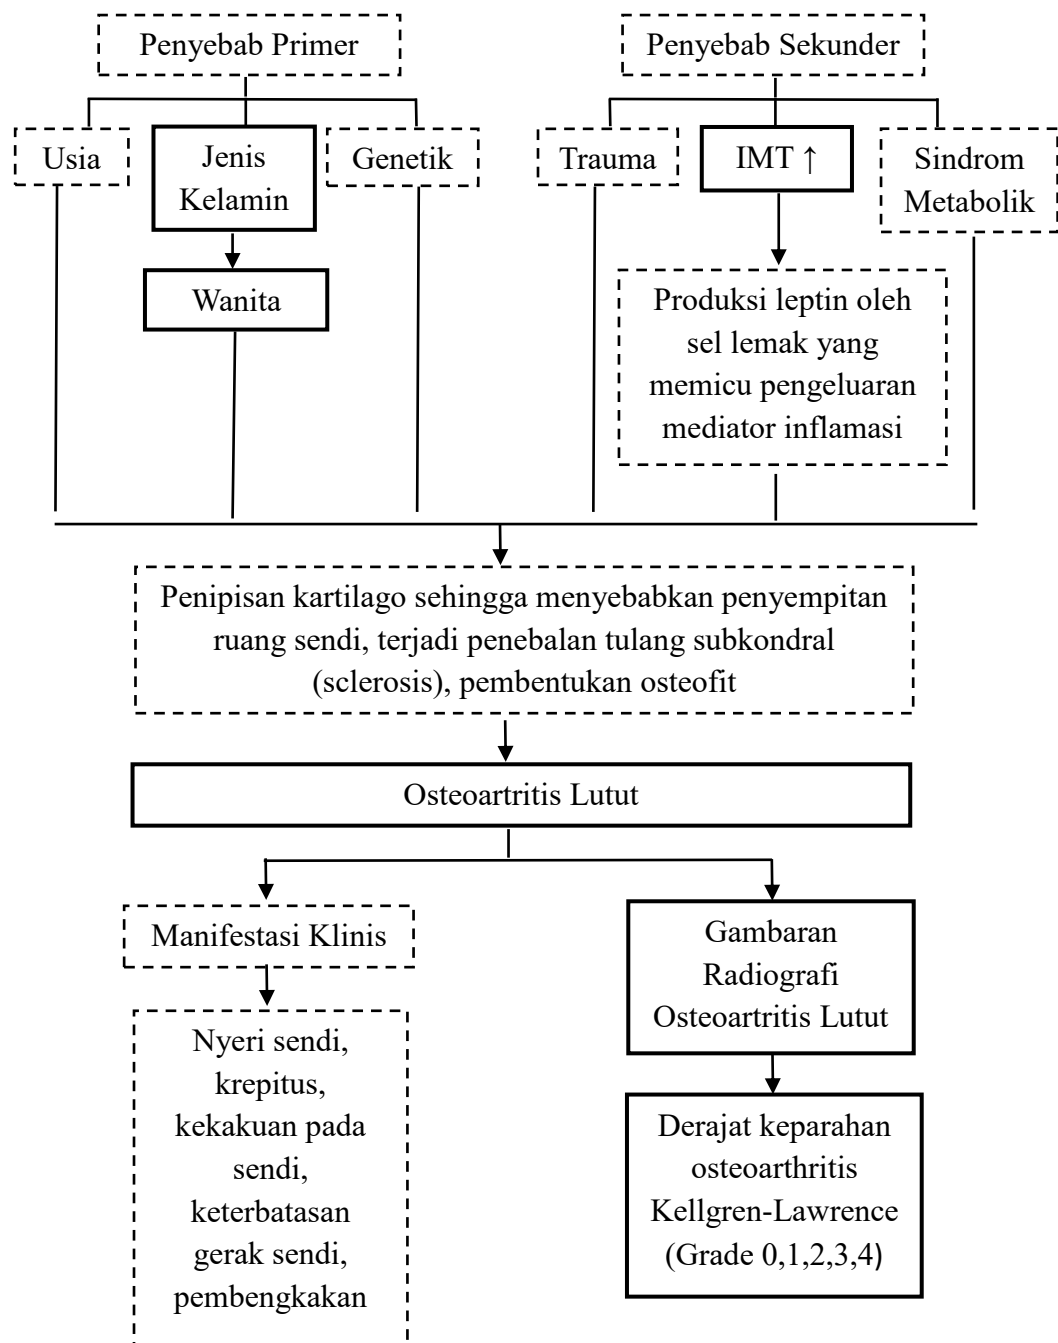 Penyebab Primer
Penyebab Sekunder
Usia
Jenis
Kelamin
Genetik
Trauma
IMT ↑
Sindrom
Metabolik
Wanita
Produksi leptin oleh
sel lemak yang
memicu pengeluaran
mediator inflamasi
Penipisan kartilago sehingga menyebabkan penyempitan
ruang sendi, terjadi penebalan tulang subkondral
(sclerosis), pembentukan osteofit
Osteoartritis Lutut
Manifestasi Klinis
Gambaran
Radiografi
Osteoartritis Lutut
Nyeri sendi,
krepitus,
kekakuan pada
sendi,
keterbatasan
gerak sendi,
pembengkakan
Derajat keparahan
osteoarthritis
Kellgren-Lawrence
(Grade 0,1,2,3,4)